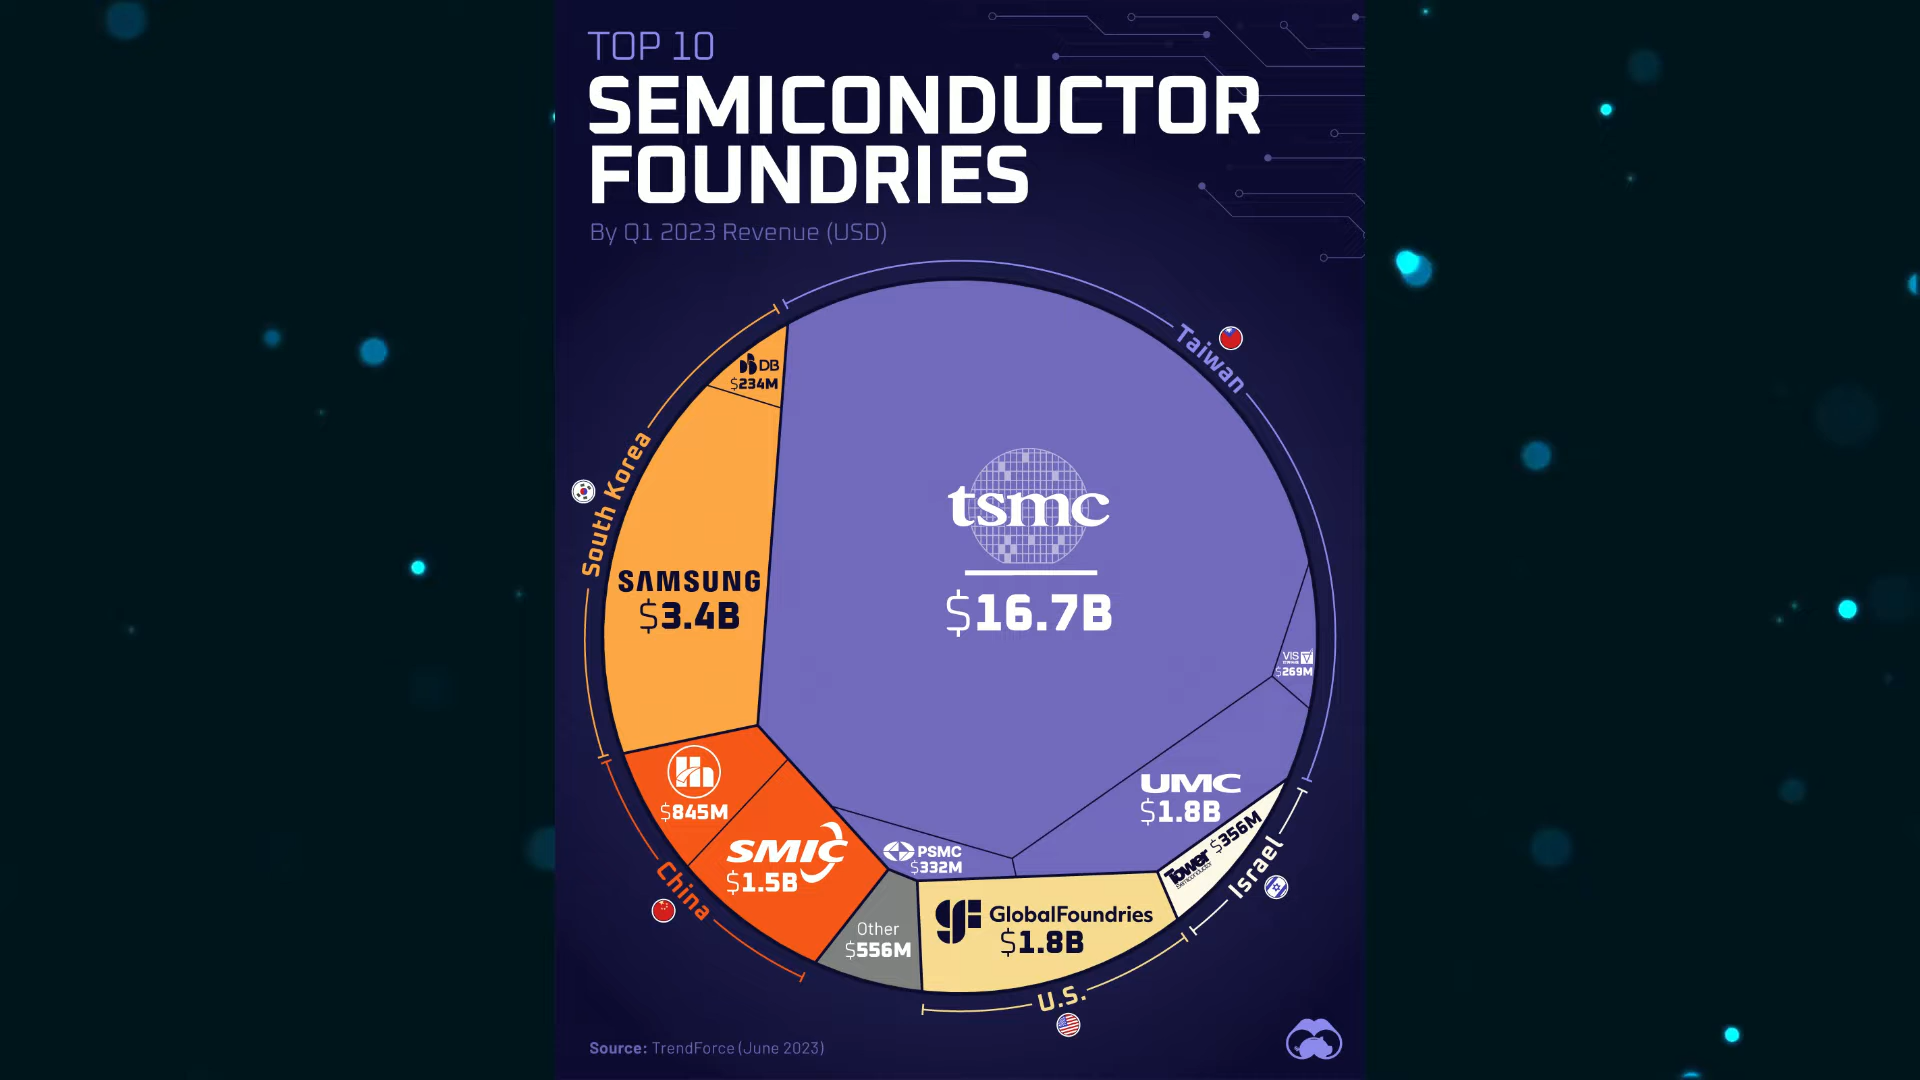 TOP 10
SEMICONDUCTOR
FOUNDRIES
By Q1 2023 Revenue (USD)
Taiwan
DB
$234M
South Korea
tsmc
$16.7B
SAMSUNG
$3.4B
VIS
$269M
$845M
UMC
$1.8B
SMIC
$1.5B
PSMC
$332M
Tower
Semiconductor
$356M
Israel
China
Other
$556M
GlobalFoundries
$1.8B
U.S.
Source: TrendForce (June 2023)